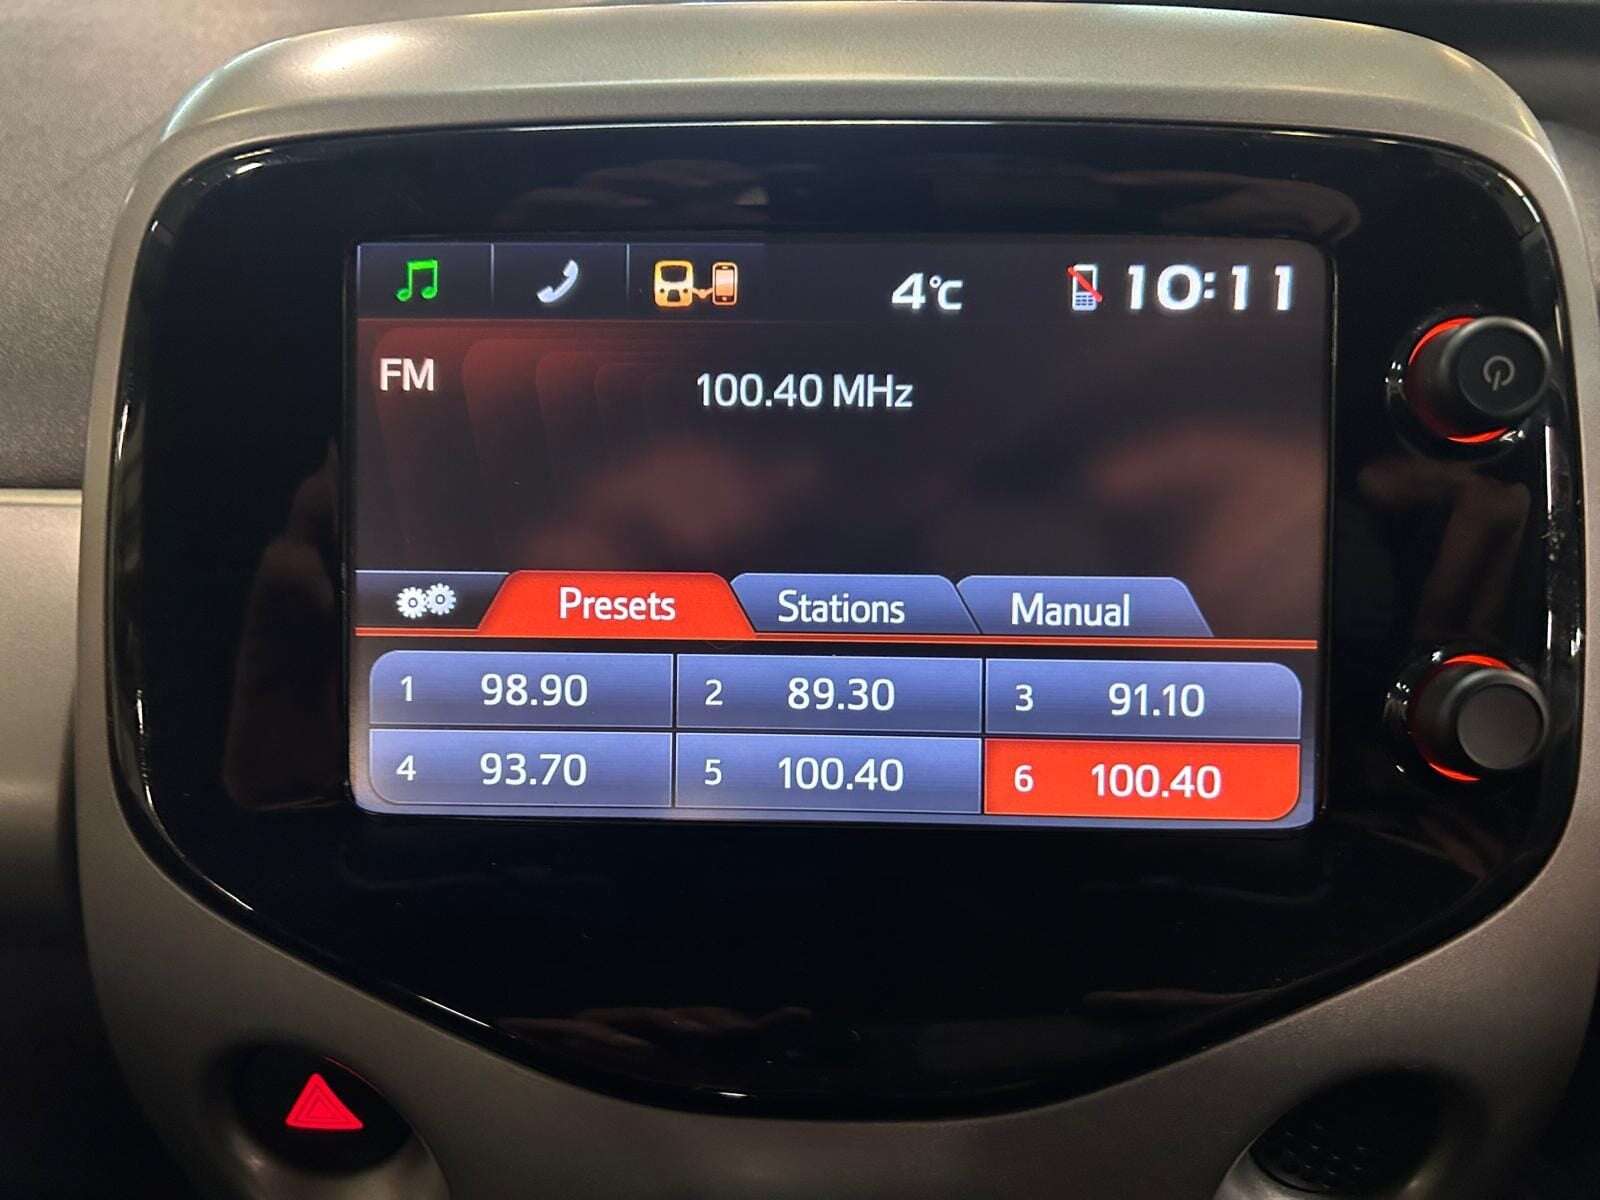 4°C 10:11
FM
100.40 MHz
Presets Stations Manual
1 98.90 2 89.30 3 91.10
4 93.70 5 100.40 6 100.40